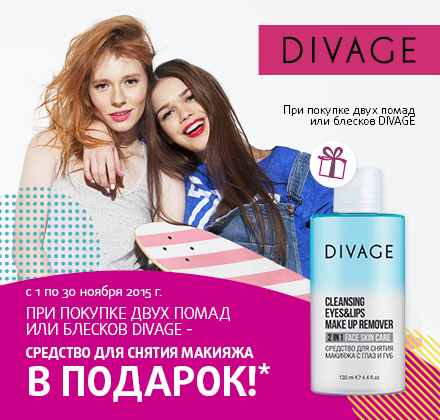 DIVAGE
При покупке двух помад
или блесков DIVAGE
с 1 по 30 ноября 2015 г.
ПРИ ПОКУПКЕ ДВУХ ПОМАД
ИЛИ БЛЕСКОВ DIVAGE -
СРЕДСТВО ДЛЯ СНЯТИЯ МАКИЯЖА
В ПОДАРОК!*
DIVAGE
CLEANSING
EYES&LIPS
MAKE UP REMOVER
2 IN 1 FACE SKIN CARE
СРЕДСТВО ДЛЯ СНЯТИЯ
МАКИЯЖА С ГЛАЗ И ГУБ
130 ml ℮ 4.4 fl.oz